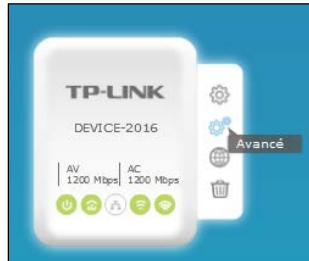 TP-LINK
DEVICE-2016
Avancé
AV
1200 Mbps
AC
1200 Mbps